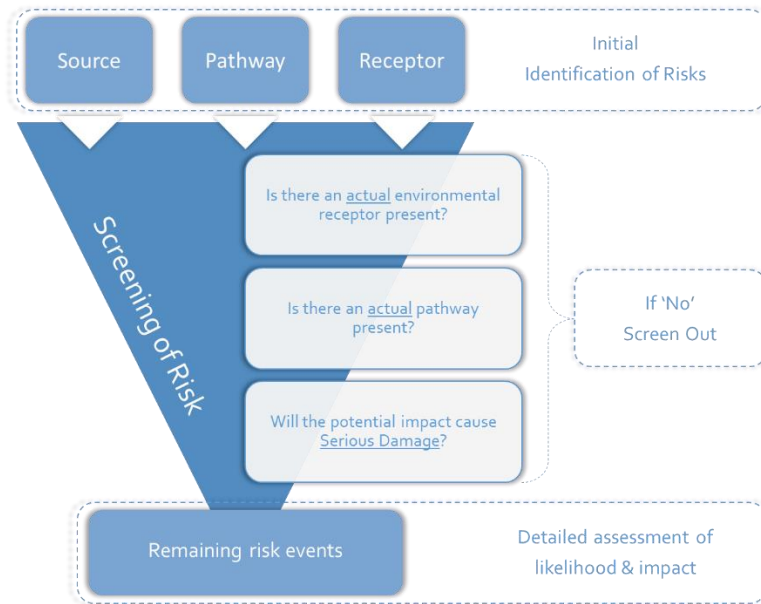 Source
Pathway
Receptor
Initial
Identification of Risks
Screening of Risk
Is there an actual environmental
receptor present?
Is there an actual pathway
present?
If ‘No’
Screen Out
Will the potential impact cause
Serious Damage?
Remaining risk events
Detailed assessment of
likelihood & impact